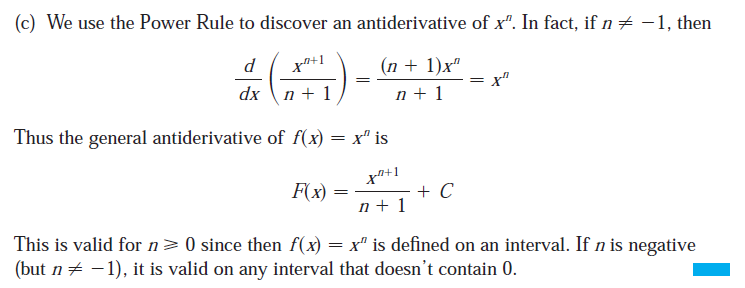 (c) We use the Power Rule to discover an antiderivative of xⁿ. In fact, if n ≠ −1, then
d/dx (xⁿ⁺¹/(n + 1)) = (n + 1)xⁿ/(n + 1) = xⁿ
Thus the general antiderivative of f(x) = xⁿ is
F(x) = xⁿ⁺¹/(n + 1) + C
This is valid for n ≥ 0 since then f(x) = xⁿ is defined on an interval. If n is negative
(but n ≠ −1), it is valid on any interval that doesn't contain 0.